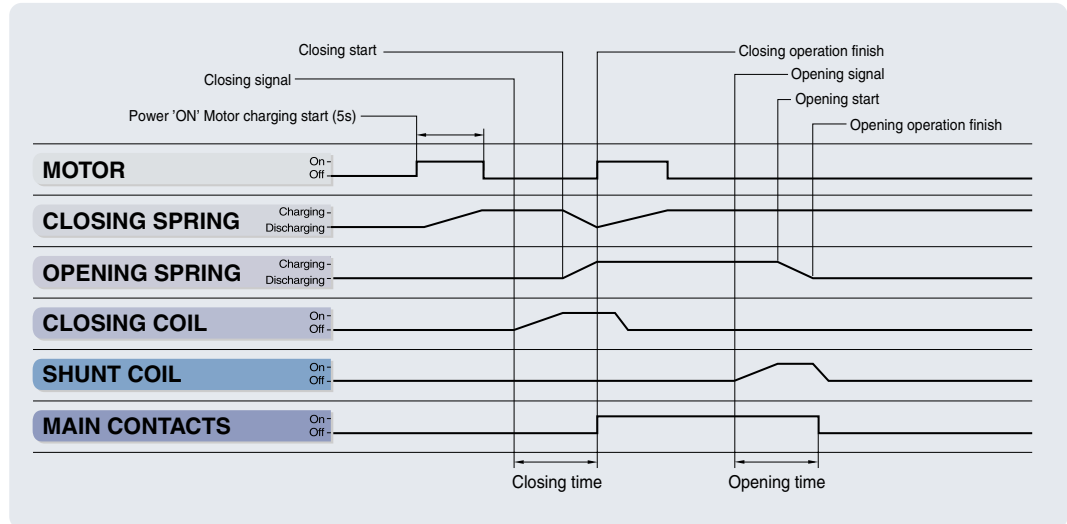 Closing start
Closing operation finish
Closing signal
Opening signal
Opening start
Power 'ON' Motor charging start (5s)
Opening operation finish
MOTOR
On
Off
CLOSING SPRING
Charging
Discharging
OPENING SPRING
Charging
Discharging
CLOSING COIL
On
Off
SHUNT COIL
On
Off
MAIN CONTACTS
On
Off
Closing time
Opening time